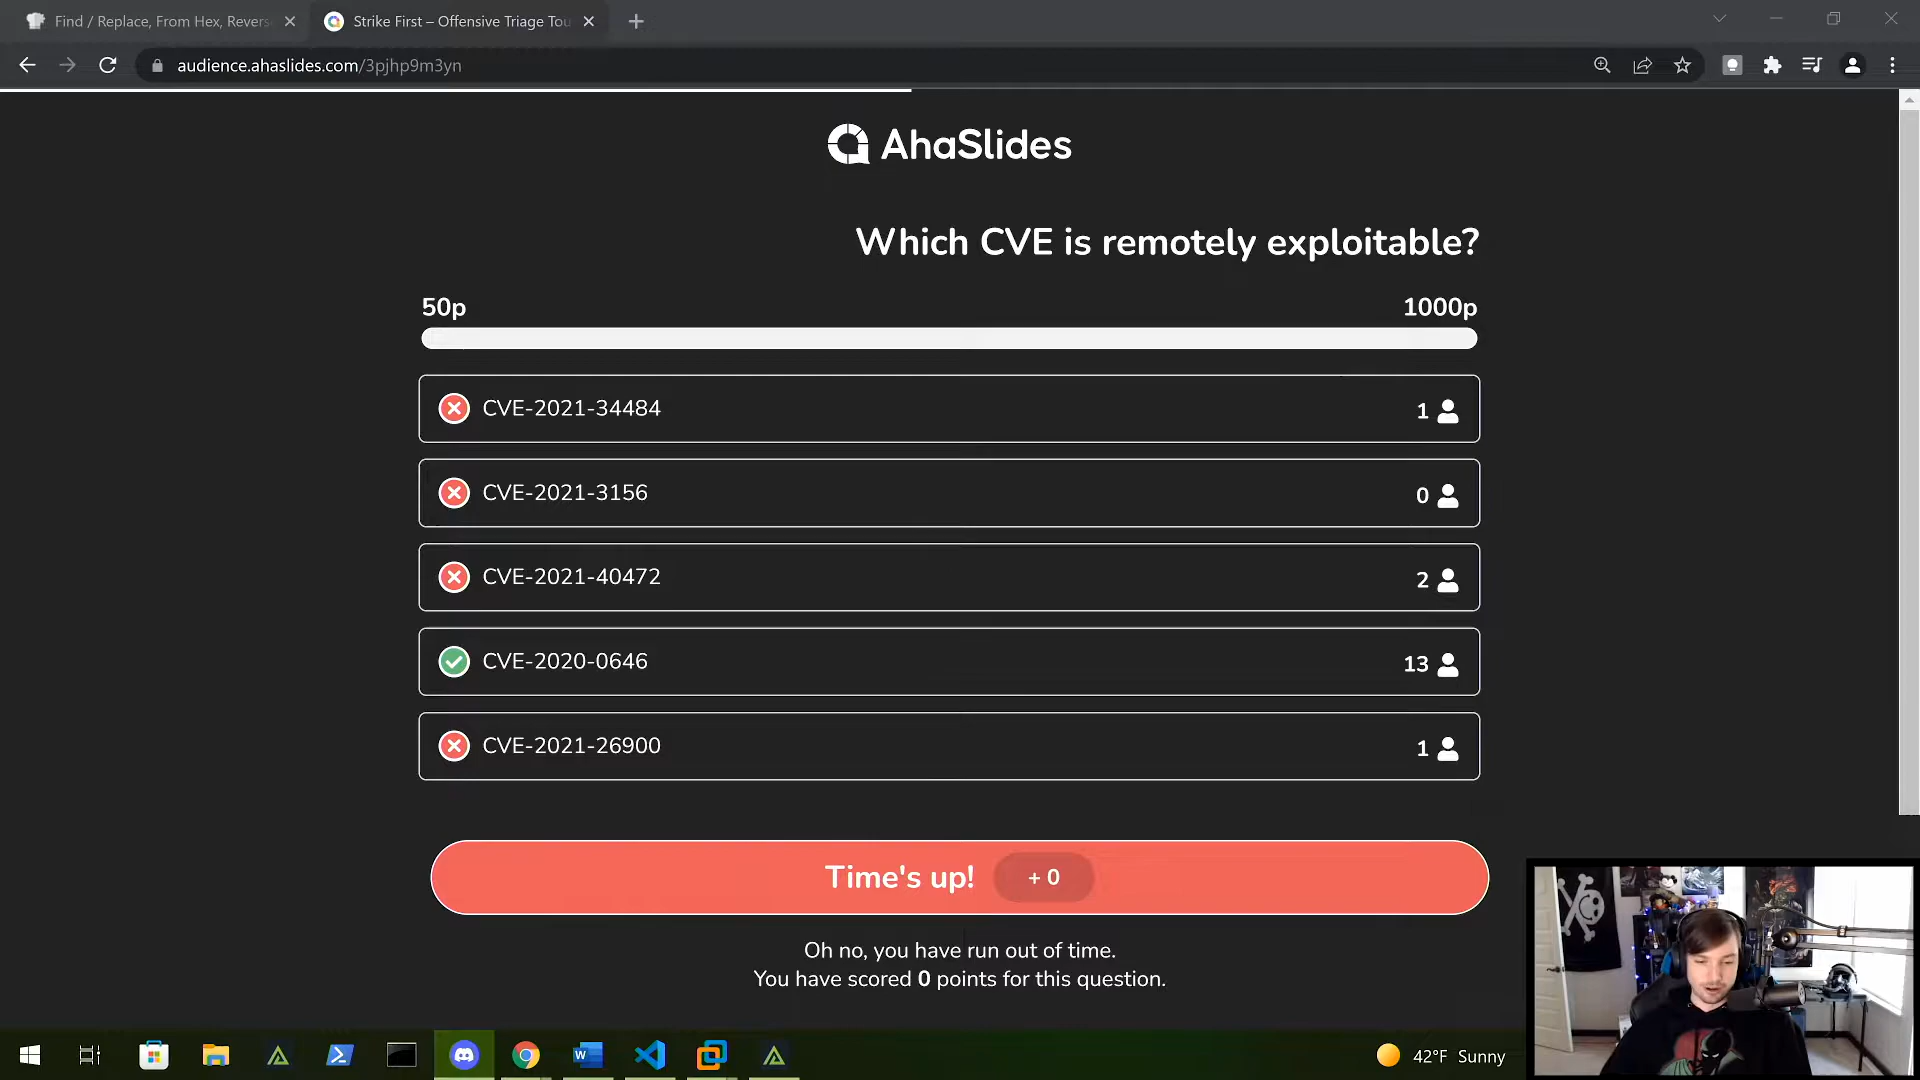 Find / Replace, From Hex, Revers
Strike First – Offensive Triage Tou
audience.ahaslides.com/3pjhp9m3yn
AhaSlides
Which CVE is remotely exploitable?
50p 1000p
CVE-2021-34484 1
CVE-2021-3156 0
CVE-2021-40472 2
CVE-2020-0646 13
CVE-2021-26900 1
Time's up! + 0
Oh no, you have run out of time.
You have scored 0 points for this question.
42°F Sunny